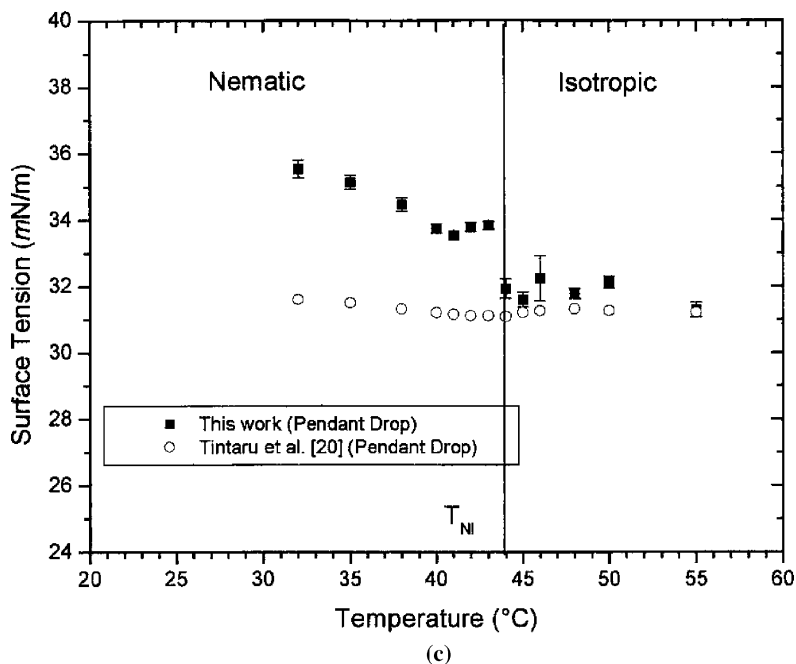 40
38
36
34
32
30
28
26
24
Surface Tension (mN/m)
Nematic
Isotropic
This work (Pendant Drop)
Tintaru et al. [20] (Pendant Drop)
TNI
20 25 30 35 40 45 50 55 60
Temperature (°C)
(c)